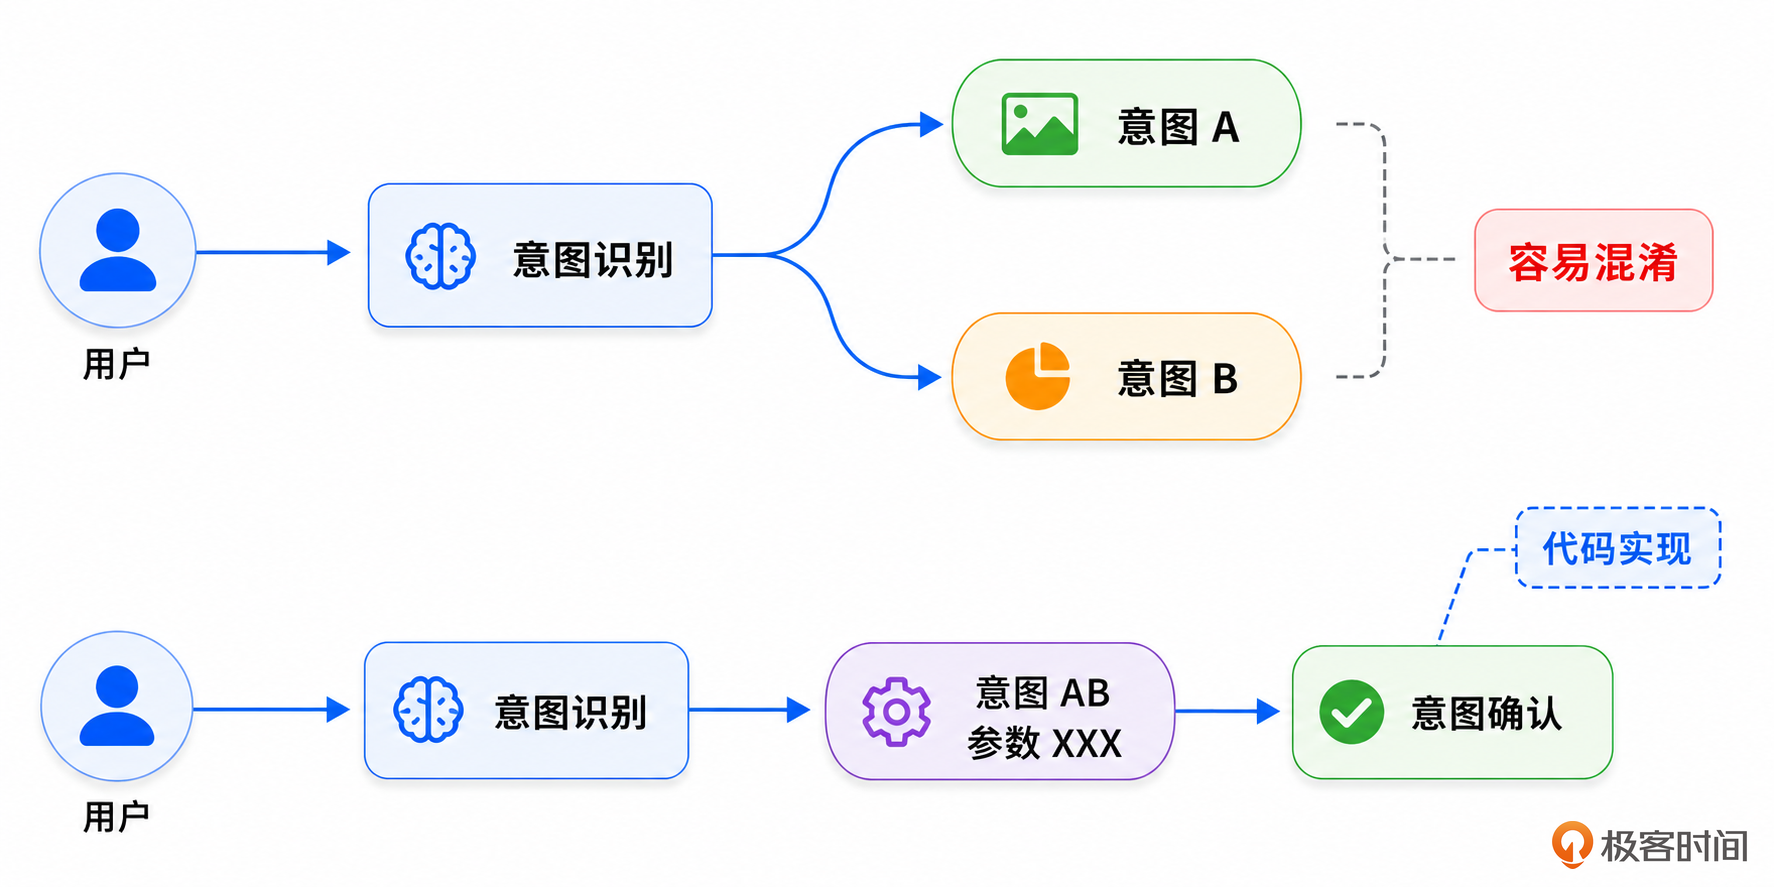 意图 A
意图识别
容易混淆
用户
意图 B
代码实现
意图识别
意图 AB
参数 XXX
意图确认
用户
极客时间